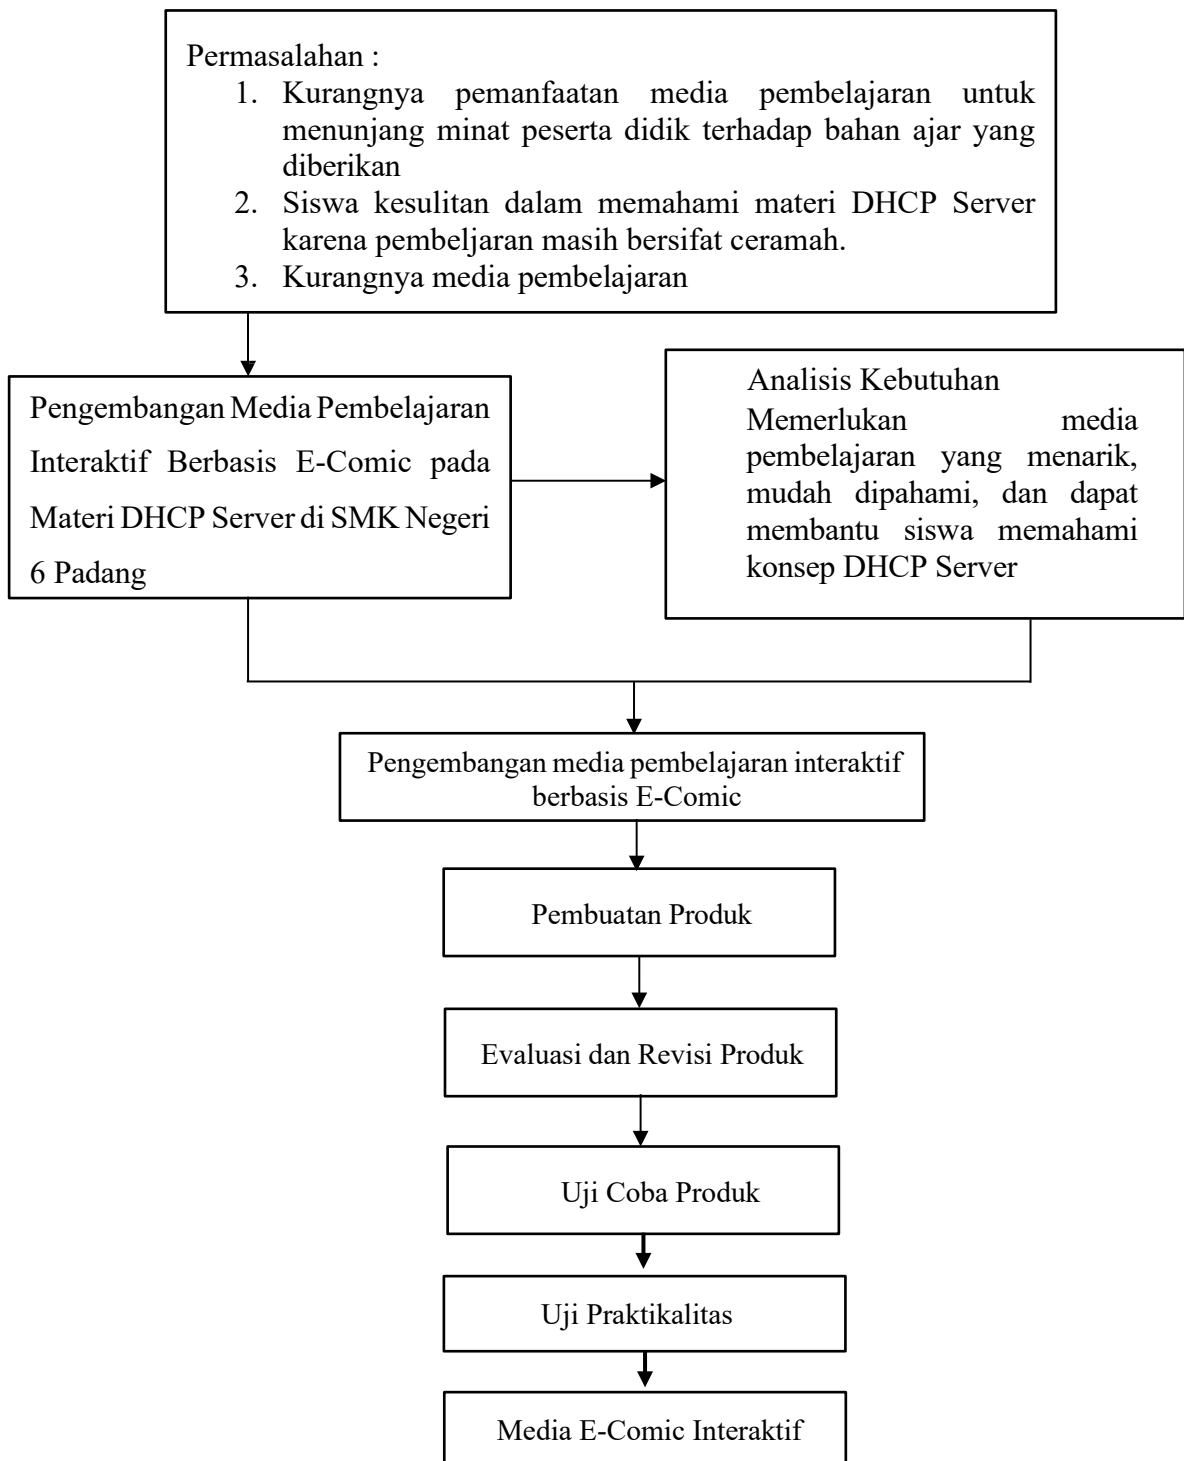 Permasalahan :
1. Kurangnya pemanfaatan media pembelajaran untuk
menunjang minat peserta didik terhadap bahan ajar yang
diberikan
2. Siswa kesulitan dalam memahami materi DHCP Server
karena pembeljaran masih bersifat ceramah.
3. Kurangnya media pembelajaran
Pengembangan Media Pembelajaran
Interaktif Berbasis E-Comic pada
Materi DHCP Server di SMK Negeri
6 Padang
Analisis Kebutuhan
Memerlukan media
pembelajaran yang menarik,
mudah dipahami, dan dapat
membantu siswa memahami
konsep DHCP Server
Pengembangan media pembelajaran interaktif
berbasis E-Comic
Pembuatan Produk
Evaluasi dan Revisi Produk
Uji Coba Produk
Uji Praktikalitas
Media E-Comic Interaktif